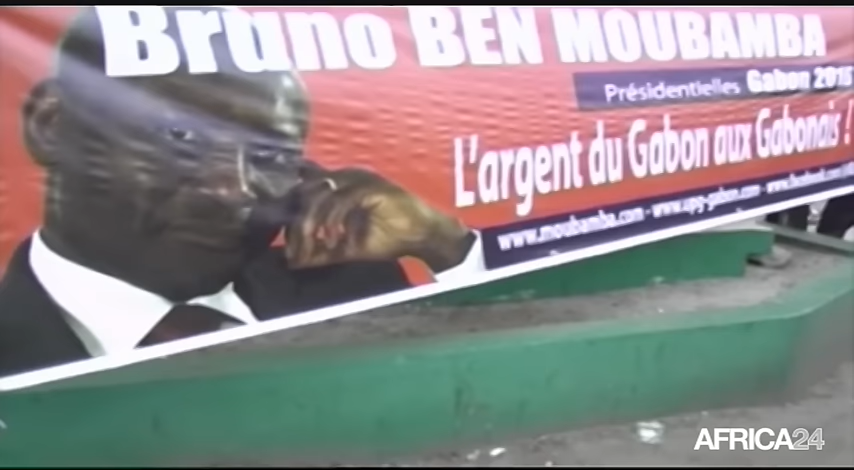 Bruno BEN MOUBAMBA
Présidentielles Gabon 2016
L'argent du Gabon aux Gabonais !
www.moubamba.com - www.upg-gabon.com - www.facebook.com
AFRICA24